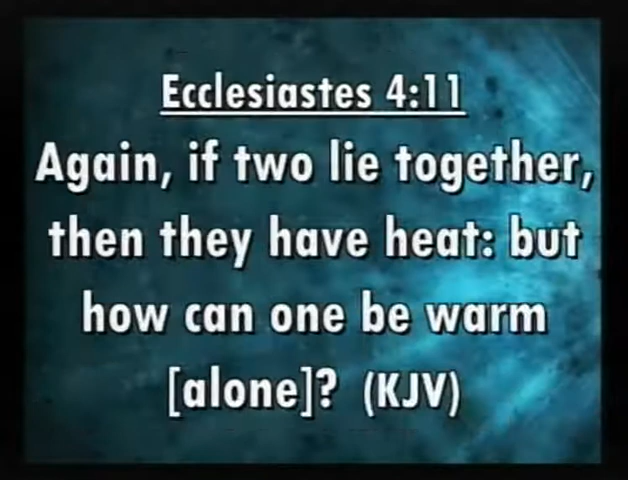 Ecclesiastes 4:11
Again, if two lie together,
then they have heat: but
how can one be warm
[alone]? (KJV)